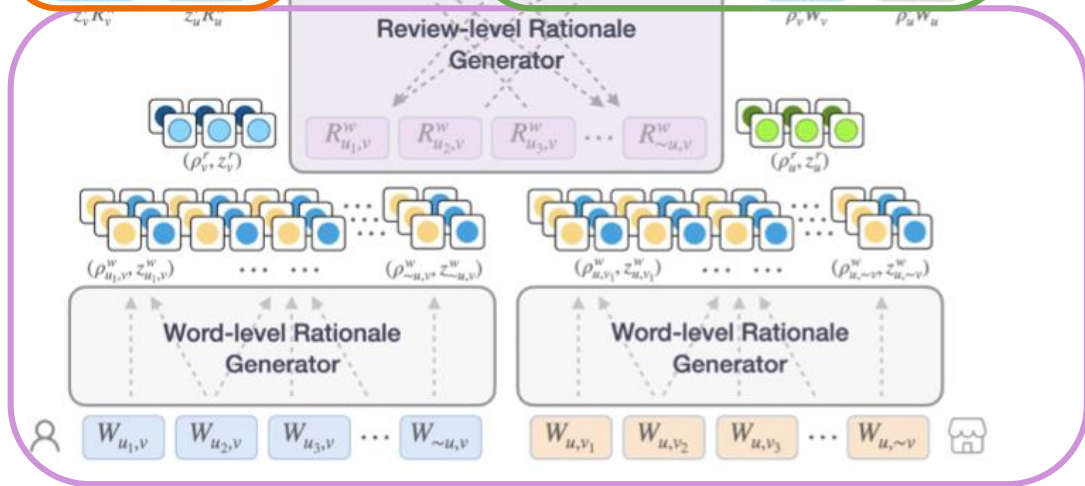 Review-level Rationale
Generator
R^w_{u_1,v} R^w_{u_2,v} R^w_{u_3,v} ... R^w_{~u,v}
(ρ^r_v, z^r_v) (ρ^r_u, z^r_u)
(ρ^w_{u_1,v}, z^w_{u_1,v}) ... ... (ρ^w_{~u,v}, z^w_{~u,v}) (ρ^w_{u,v_1}, z^w_{u,v_1}) ... ... (ρ^w_{u,~v}, z^w_{u,~v})
Word-level Rationale
Generator
Word-level Rationale
Generator
W_{u_1,v} W_{u_2,v} W_{u_3,v} ... W_{~u,v} W_{u,v_1} W_{u,v_2} W_{u,v_3} ... W_{u,~v}